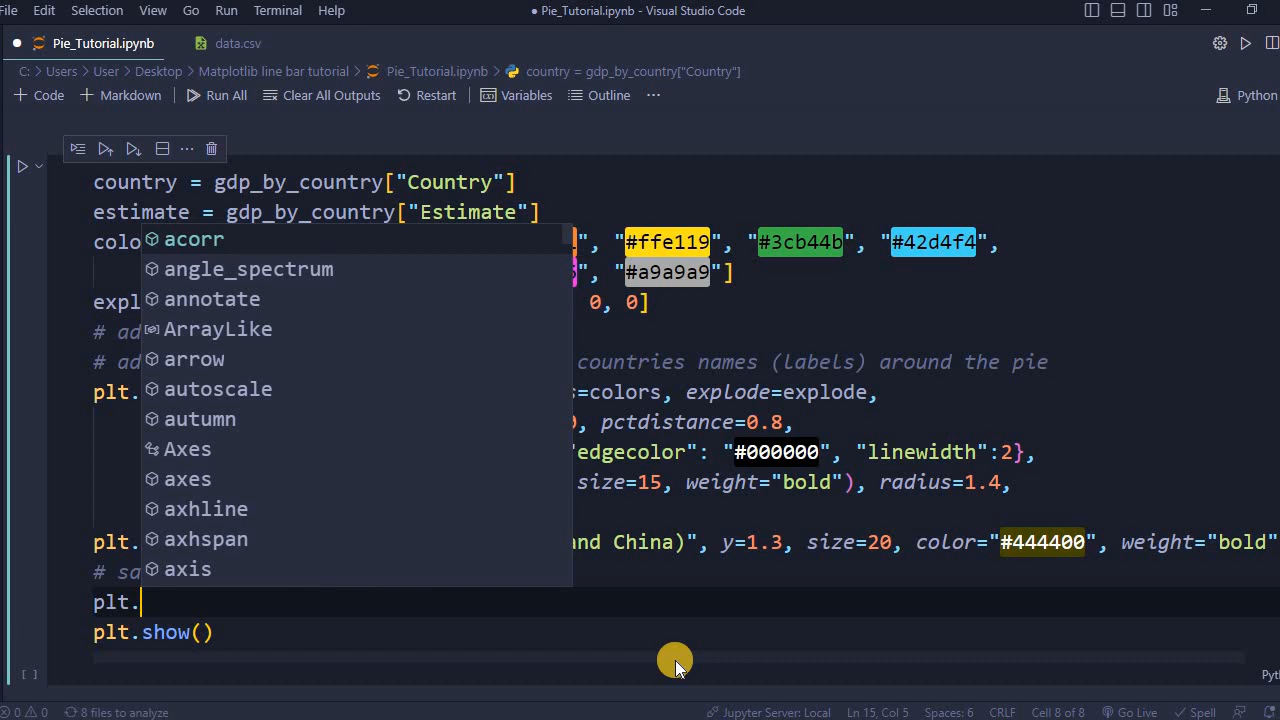 File Edit Selection View Go Run Terminal Help ● Pie_Tutorial.ipynb - Visual Studio Code
Pie_Tutorial.ipynb data.csv
C: > Users > User > Desktop > Matplotlib line bar tutorial > Pie_Tutorial.ipynb > country = gdp_by_country["Country"]
+ Code + Markdown Run All Clear All Outputs Restart Variables Outline ··· Python
country = gdp_by_country["Country"]
estimate = gdp_by_country["Estimate"]
colo ", "#ffe119", "#3cb44b", "#42d4f4",
", "#a9a9a9"]
expl 0, 0]
# ad
# ad countries names (labels) around the pie
plt. =colors, explode=explode,
, pctdistance=0.8,
edgecolor": "#000000", "linewidth":2},
size=15, weight="bold"), radius=1.4,
plt. and China)", y=1.3, size=20, color="#444400", weight="bold"
# sa
plt.
plt.show()
acorr
angle_spectrum
annotate
ArrayLike
arrow
autoscale
autumn
Axes
axes
axhline
axhspan
axis
[ ] Pyt
0 0 8 files to analyze Jupyter Server: Local Ln 15, Col 5 Spaces: 6 CRLF Cell 8 of 8 Go Live Spell